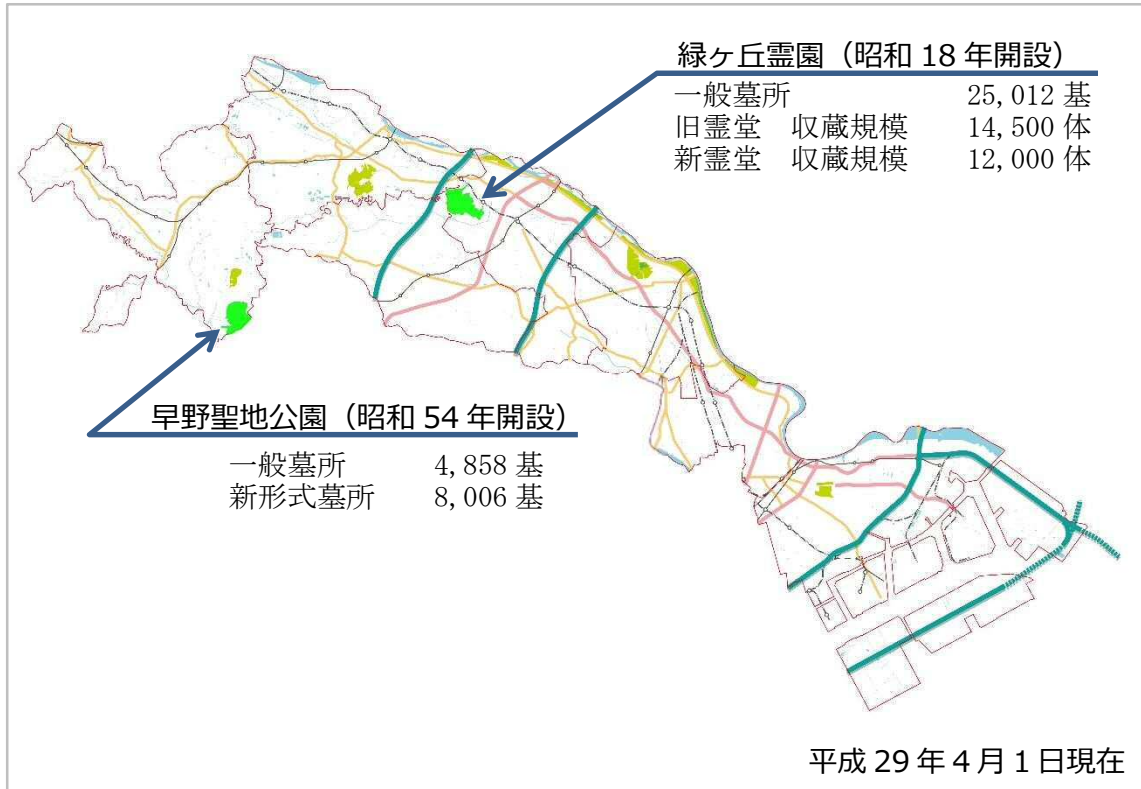 緑ヶ丘霊園（昭和 18 年開設）
一般墓所 25,012 基
旧霊堂 収蔵規模 14,500 体
新霊堂 収蔵規模 12,000 体
早野聖地公園（昭和 54 年開設）
一般墓所 4,858 基
新形式墓所 8,006 基
平成 29 年 4 月 1 日現在